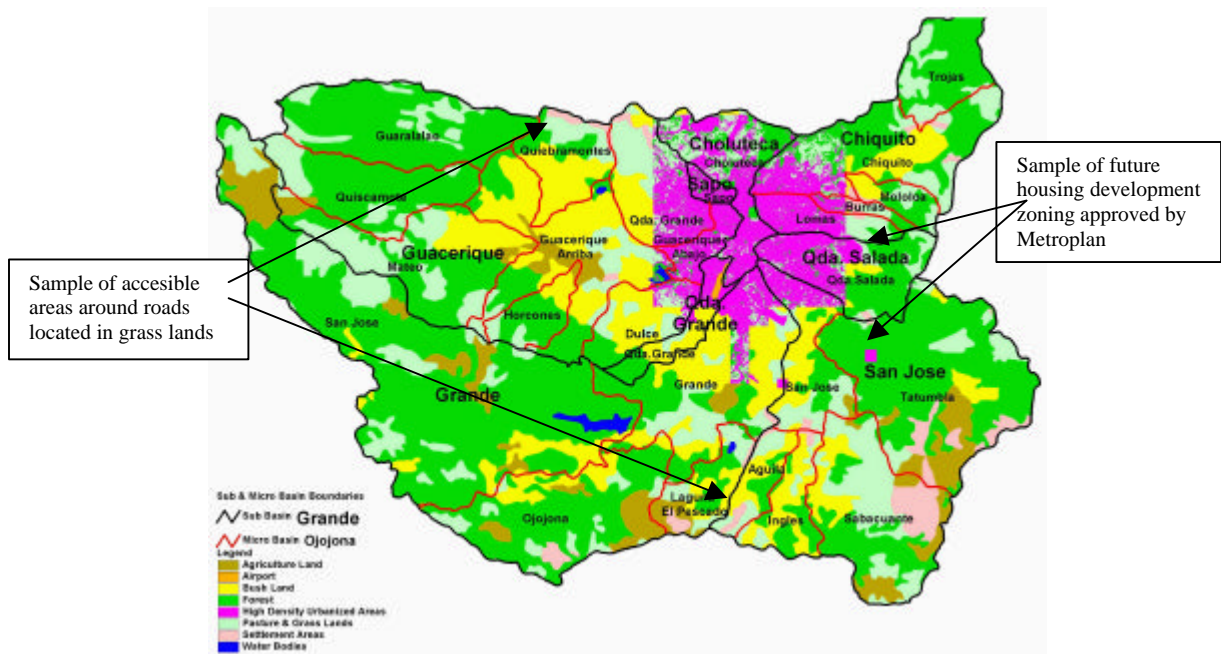 Trojas
Guaralalao
Choluteca
Choluteca
Chiquito
Chiquito
Quiebramontes
Sapo
Sapo
Quiscamote
Mololoa
Burras
Lomas
Qda. Grande
Guacerique
Abajo
Guacerique
Arriba
Guacerique
Mateo
Qda. Salada
Qda.Salada
Qda.
Grande
San Jose
Horcones
Dulce
Qda.Grande
Grande
San Jose
San Jose
Tatumbla
Grande
Aguila
Laguna
El Pescado
Ojojona
Ingles
Sabacuante
Sample of accesible
areas around roads
located in grass lands
Sample of future
housing development
zoning approved by
Metroplan
Sub & Micro Basin Boundaries
Sub Basin Grande
Micro Basin Ojojona
Legend
Agriculture Land
Airport
Bush Land
Forest
High Density Urbanized Areas
Pasture & Grass Lands
Settlement Areas
Water Bodies